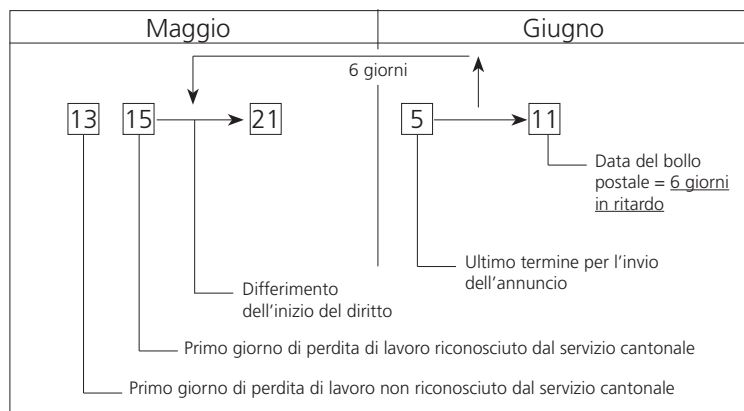 Maggio
Giugno
6 giorni
13
15
21
5
11
Data del bollo
postale = 6 giorni
in ritardo
Ultimo termine per l'invio
dell'annuncio
Differimento
dell'inizio del diritto
Primo giorno di perdita di lavoro riconosciuto dal servizio cantonale
Primo giorno di perdita di lavoro non riconosciuto dal servizio cantonale